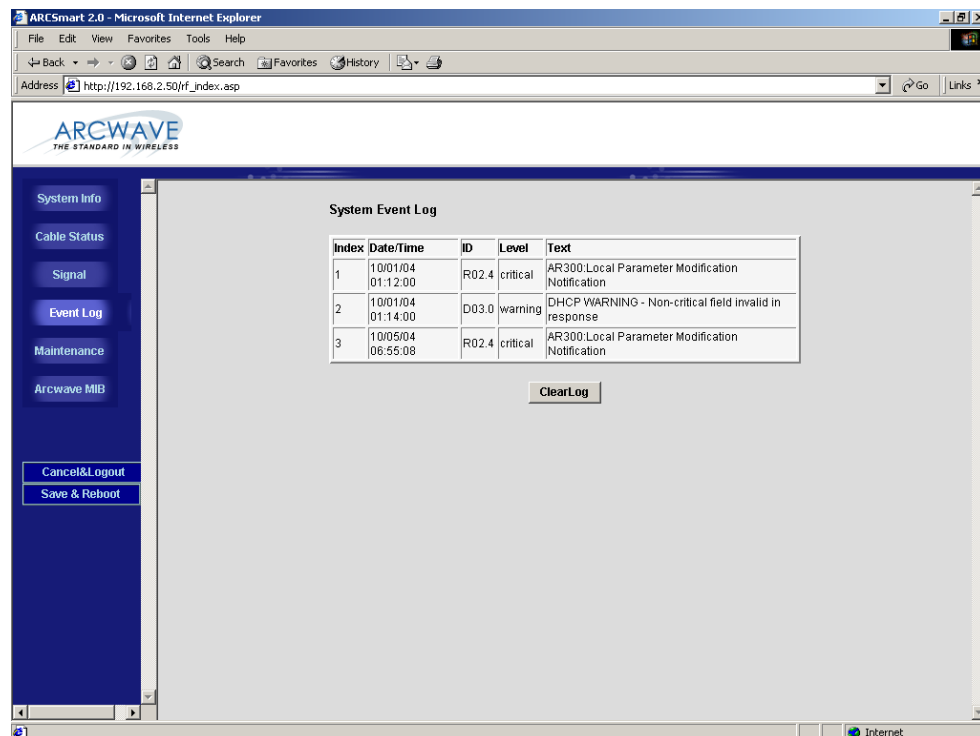 ARCSmart 2.0 - Microsoft Internet Explorer
File Edit View Favorites Tools Help
Back Search Favorites History
Address http://192.168.2.50/rf_index.asp Go Links
ARCWAVE
THE STANDARD IN WIRELESS
System Info
Cable Status
Signal
Event Log
Maintenance
Arcwave MIB
Cancel&Logout
Save & Reboot
System Event Log
Index Date/Time ID Level Text
1 10/01/04 01:12:00 R02.4 critical AR300:Local Parameter Modification Notification
2 10/01/04 01:14:00 D03.0 warning DHCP WARNING - Non-critical field invalid in response
3 10/05/04 06:55:08 R02.4 critical AR300:Local Parameter Modification Notification
ClearLog
Internet